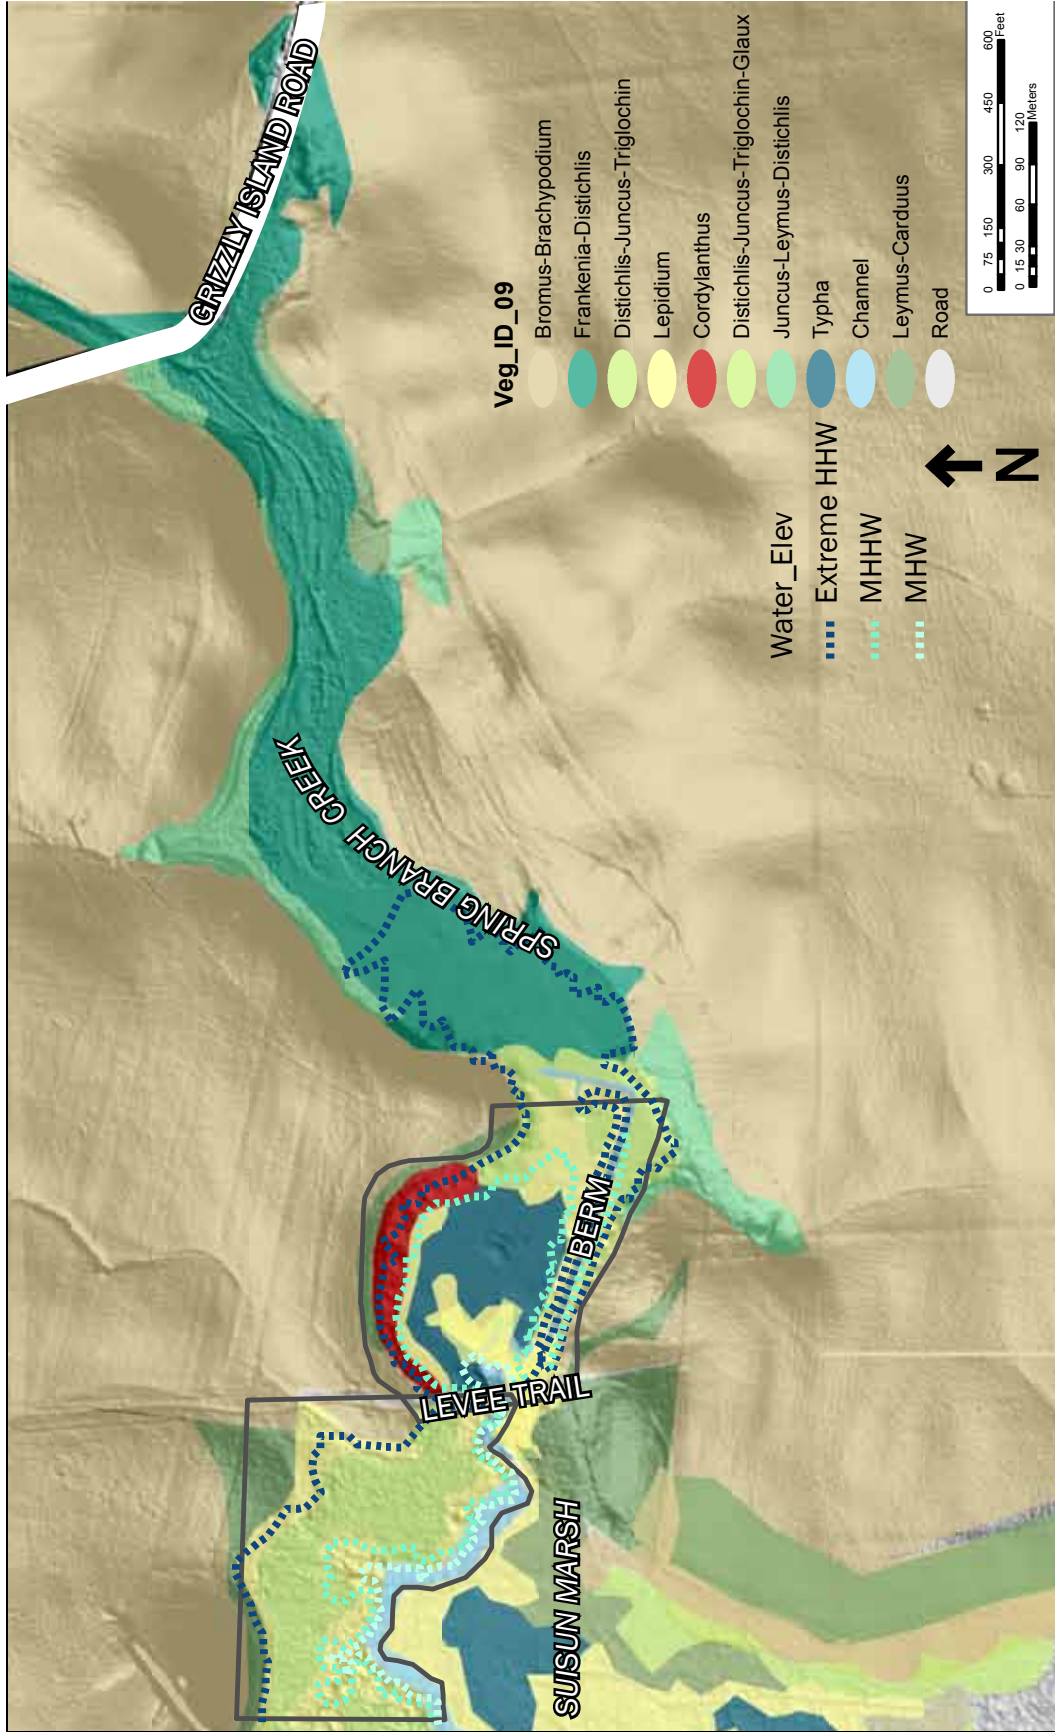 GRIZZLY ISLAND ROAD
SPRING BRANCH CREEK
BERM
LEVEE TRAIL
SUISUN MARSH
Water_Elev
Extreme HHW
MHHW
MHW
Veg_ID_09
Bromus-Brachypodium
Frankenia-Distichlis
Distichlis-Juncus-Triglochin
Lepidium
Cordylanthus
Distichlis-Juncus-Triglochin-Glaux
Juncus-Leymus-Distichlis
Typha
Channel
Leymus-Carduus
Road
N
0 75 150 300 450 600
Feet
0 15 30 60 90 120
Meters